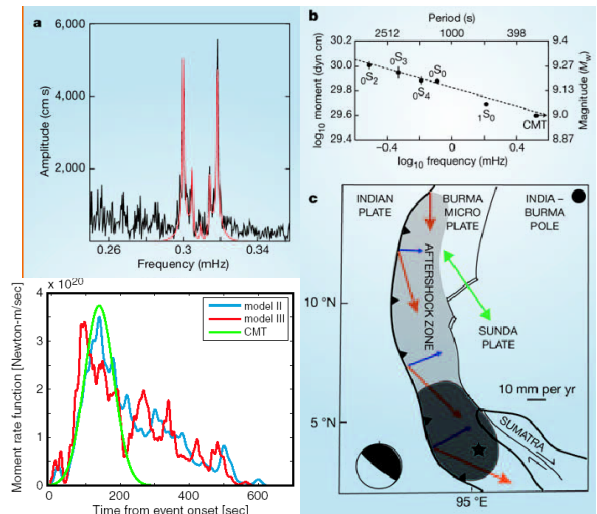 a
6,000
4,000
2,000
Amplitude (cm s)
0.26
0.3
0.34
Frequency (mHz)
b
Period (s)
2512
1000
398
30.0
29.8
29.6
29.4
log10 moment (dyn cm)
0S2
0S3
0S4
0S0
1S0
CMT
9.4
9.27
9.13
9.0
8.87
Magnitude (Mw)
−0.4
0
0.4
log10 frequency (mHz)
c
INDIAN
PLATE
BURMA
MICRO
PLATE
INDIA –
BURMA
POLE
AFTERSHOCK ZONE
10 °N
SUNDA
PLATE
10 mm per yr
5 °N
SUMATRA
95 °E
x 10²⁰
4
3
2
1
0
Moment rate function [Newton-m/sec]
model II
model III
CMT
0
200
400
600
Time from event onset [sec]